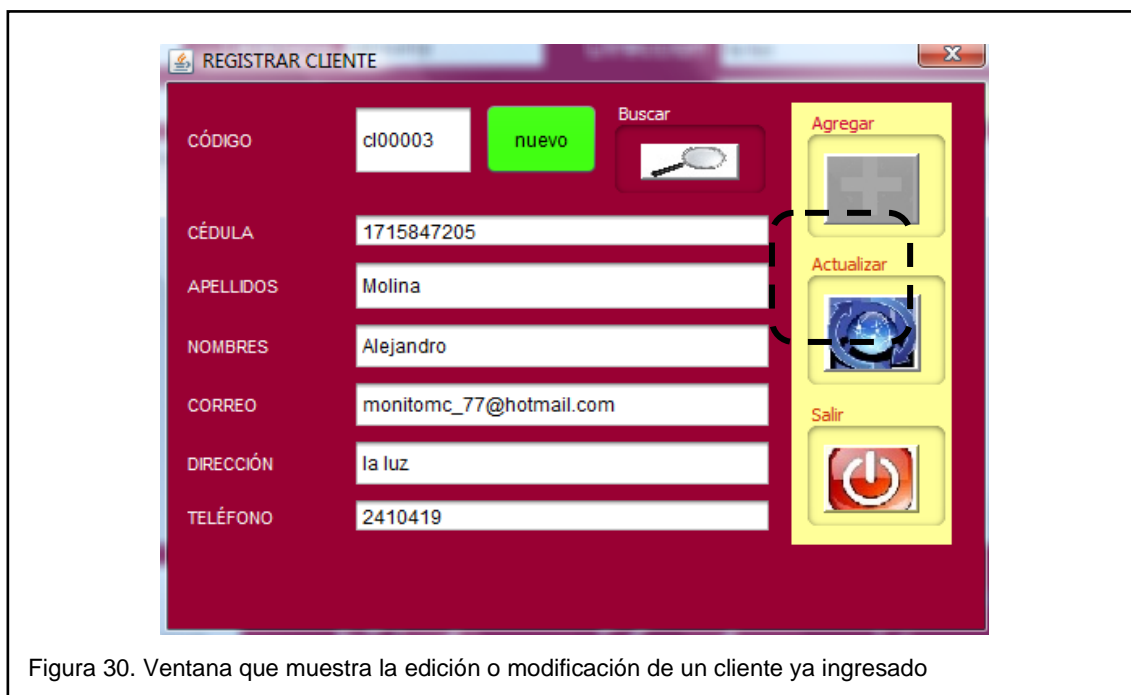 REGISTRAR CLIENTE
CÓDIGO
cl00003
nuevo
Buscar
Agregar
CÉDULA
1715847205
Actualizar
APELLIDOS
Molina
NOMBRES
Alejandro
CORREO
monitomc_77@hotmail.com
Salir
DIRECCIÓN
la luz
TELÉFONO
2410419
Figura 30. Ventana que muestra la edición o modificación de un cliente ya ingresado